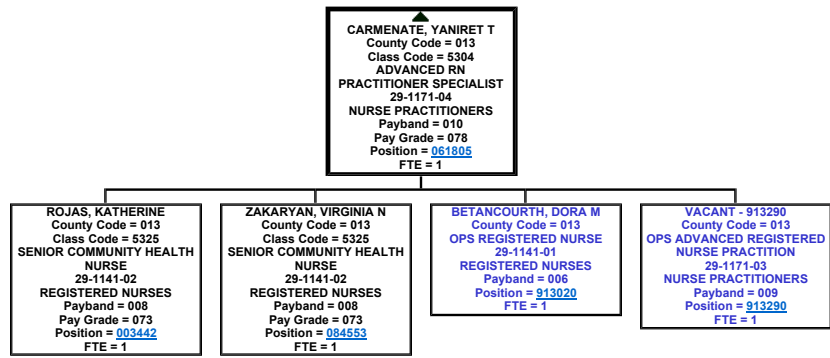 CARMENATE, YANIRET T
County Code = 013
Class Code = 5304
ADVANCED RN
PRACTITIONER SPECIALIST
29-1171-04
NURSE PRACTITIONERS
Payband = 010
Pay Grade = 078
Position = 061805
FTE = 1
ROJAS, KATHERINE
County Code = 013
Class Code = 5325
SENIOR COMMUNITY HEALTH
NURSE
29-1141-02
REGISTERED NURSES
Payband = 008
Pay Grade = 073
Position = 003442
FTE = 1
ZAKARYAN, VIRGINIA N
County Code = 013
Class Code = 5325
SENIOR COMMUNITY HEALTH
NURSE
29-1141-02
REGISTERED NURSES
Payband = 008
Pay Grade = 073
Position = 084553
FTE = 1
BETANCOURTH, DORA M
County Code = 013
OPS REGISTERED NURSE
29-1141-01
REGISTERED NURSES
Payband = 006
Position = 913020
FTE = 1
VACANT - 913290
County Code = 013
OPS ADVANCED REGISTERED
NURSE PRACTITION
29-1171-03
NURSE PRACTITIONERS
Payband = 009
Position = 913290
FTE = 1